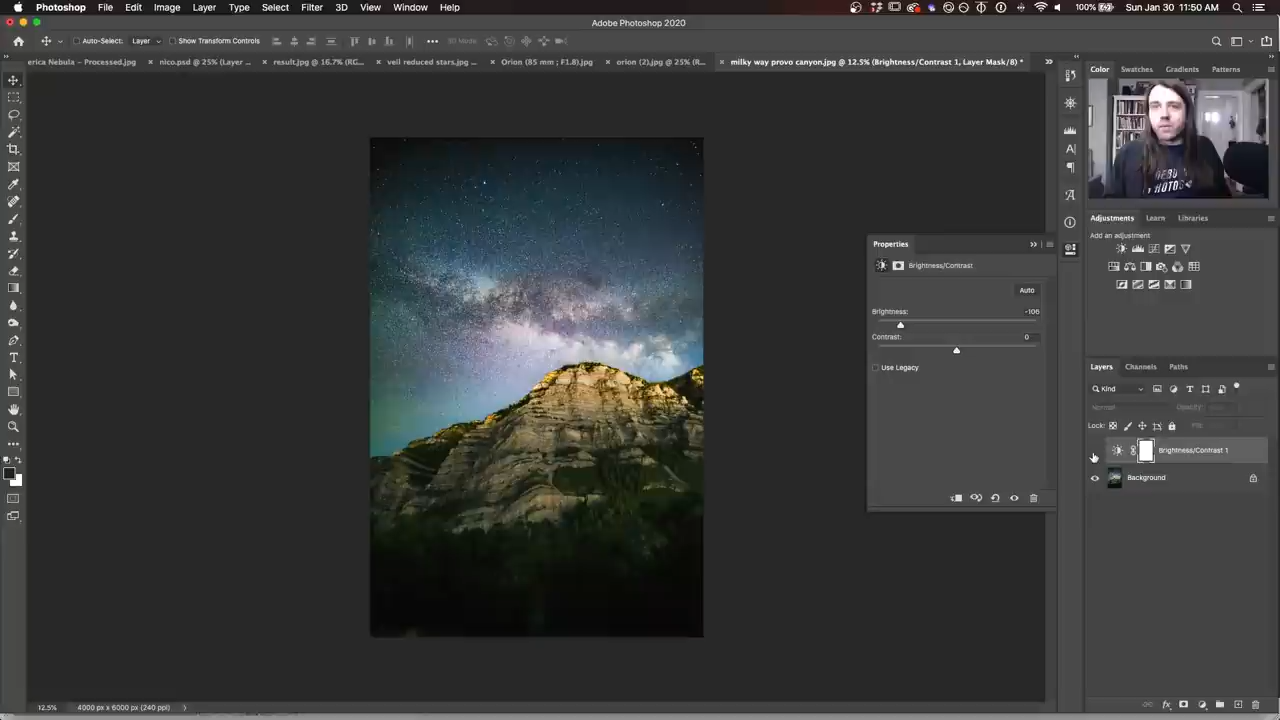 Photoshop File Edit Image Layer Type Select Filter 3D View Window Help 100% Sun Jan 30 11:50 AM
Adobe Photoshop 2020
Auto-Select: Layer Show Transform Controls 3D Mode:
erica Nebula – Processed.jpg nico.psd @ 25% (Layer ... result.jpg @ 16.7% (RG... veil reduced stars.jpg ... Orion (85 mm ; F1.8).jpg orion (2).jpg @ 25% (R... milky way provo canyon.jpg @ 12.5% (Brightness/Contrast 1, Layer Mask/8) *
Color Swatches Gradients Patterns
Adjustments Learn Libraries
Add an adjustment
Properties
Brightness/Contrast
Auto
Brightness: -106
Contrast: 0
Use Legacy
Layers Channels Paths
Kind
Normal Opacity:
Lock: Fill:
Brightness/Contrast 1
Background
12.5% 4000 px x 6000 px (240 ppi)